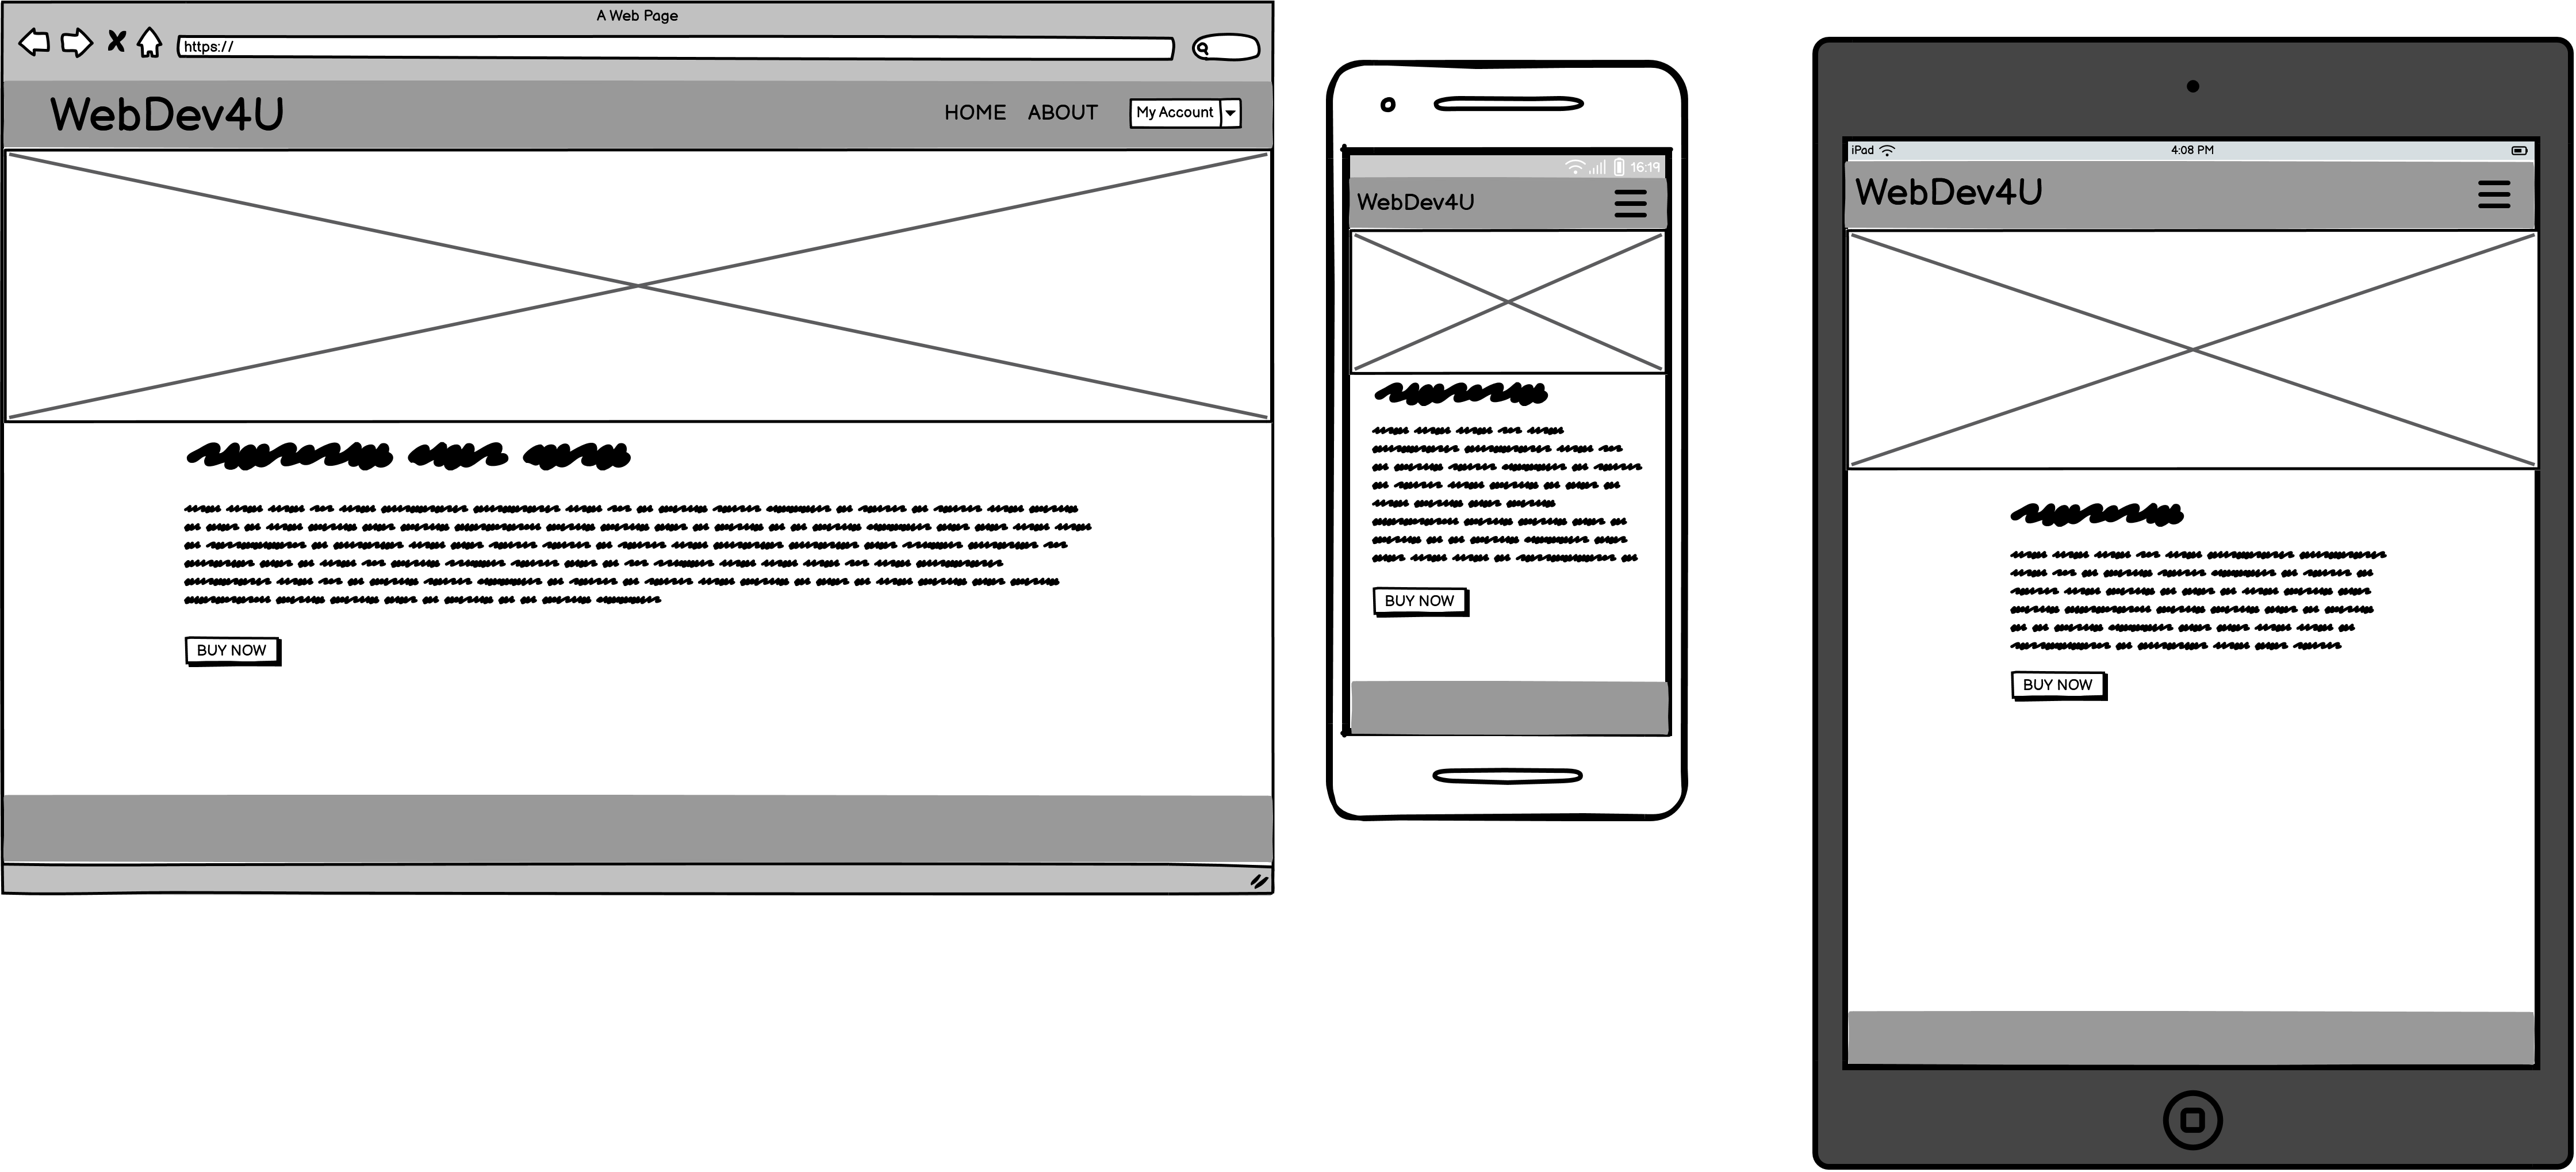 A Web Page
https://
WebDev4U HOME ABOUT My Account
BUY NOW
16:19
WebDev4U
BUY NOW
iPad 4:08 PM
WebDev4U
BUY NOW